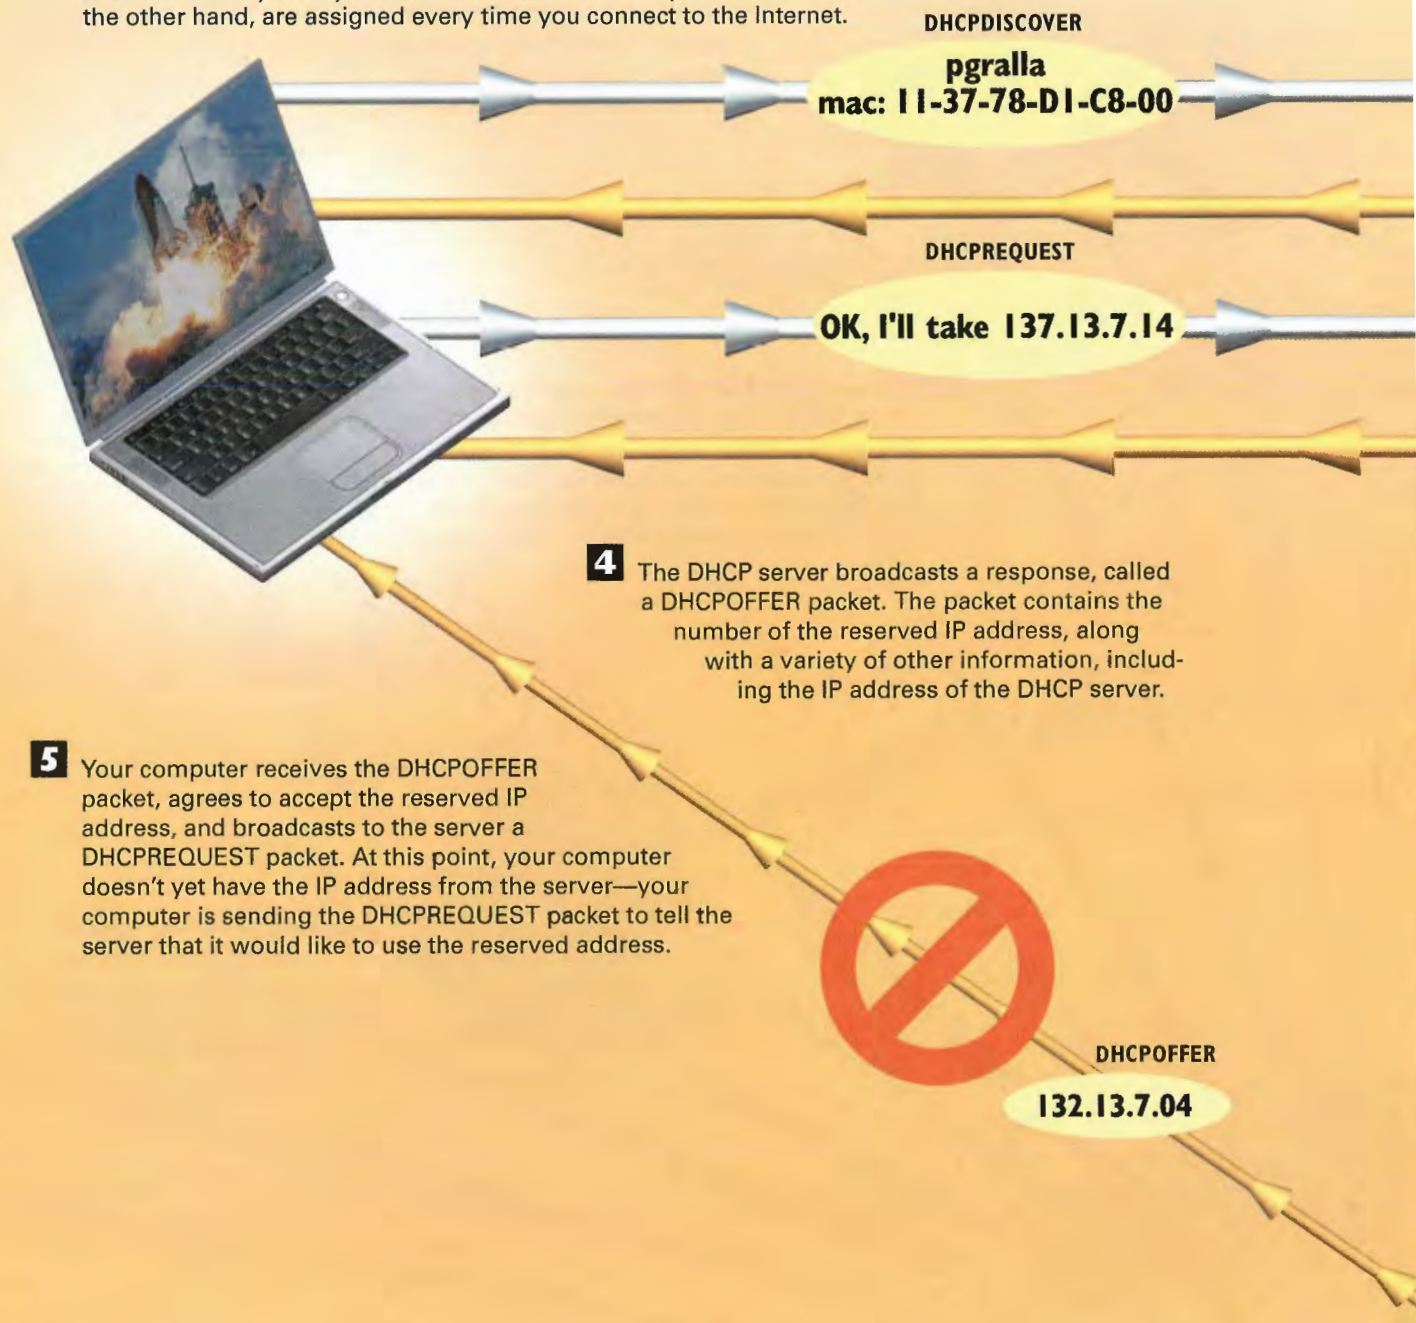 the other hand, are assigned every time you connect to the Internet.
DHCPDISCOVER
pgralla
mac: 11-37-78-D1-C8-00
DHCPREQUEST
OK, I'll take 137.13.7.14
4 The DHCP server broadcasts a response, called
a DHCPOFFER packet. The packet contains the
number of the reserved IP address, along
with a variety of other information, includ-
ing the IP address of the DHCP server.
5 Your computer receives the DHCPOFFER
packet, agrees to accept the reserved IP
address, and broadcasts to the server a
DHCPREQUEST packet. At this point, your computer
doesn't yet have the IP address from the server—your
computer is sending the DHCPREQUEST packet to tell the
server that it would like to use the reserved address.
DHCPOFFER
132.13.7.04